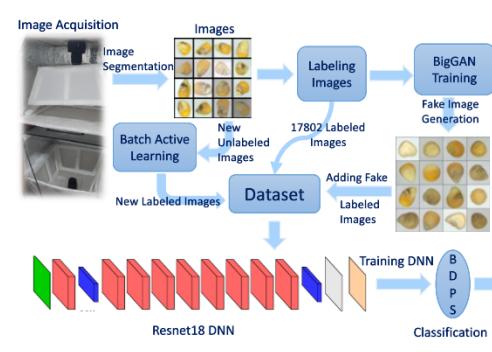 Image Acquisition
Images
Image
Segmentation
Labeling
Images
BigGAN
Training
Fake Image
Generation
Batch Active
Learning
New
Unlabeled
Images
17802 Labeled
Images
New Labeled Images
Dataset
Adding Fake
Labeled
Images
Training DNN
B
D
P
S
Resnet18 DNN
Classification